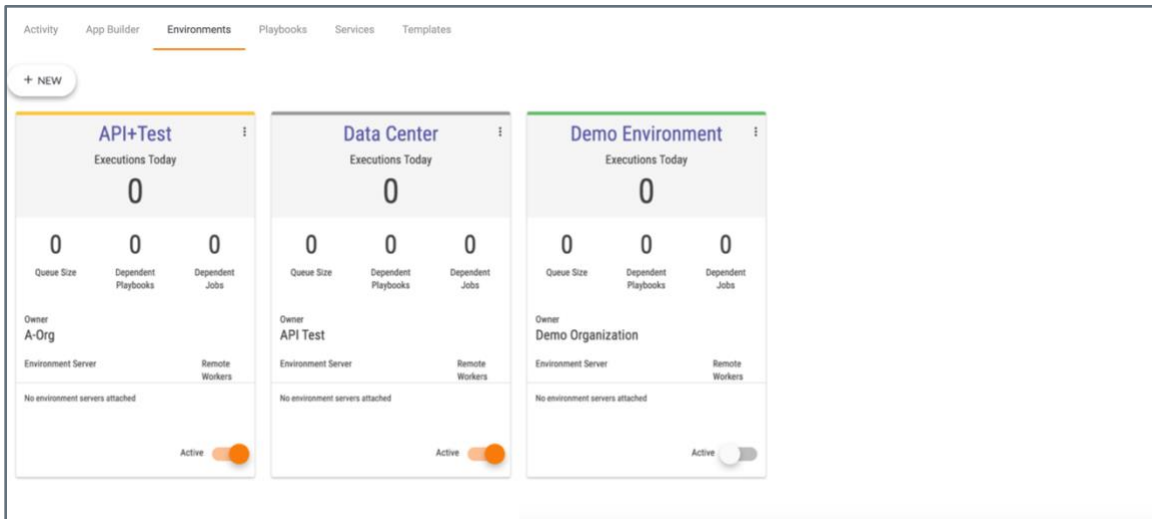 Activity App Builder Environments Playbooks Services Templates
+ NEW
API+Test
Executions Today
0
0 0 0
Queue Size Dependent Playbooks Dependent Jobs
Owner
A-Org
Environment Server Remote Workers
No environment servers attached
Active
Data Center
Executions Today
0
0 0 0
Queue Size Dependent Playbooks Dependent Jobs
Owner
API Test
Environment Server Remote Workers
No environment servers attached
Active
Demo Environment
Executions Today
0
0 0 0
Queue Size Dependent Playbooks Dependent Jobs
Owner
Demo Organization
Environment Server Remote Workers
No environment servers attached
Active